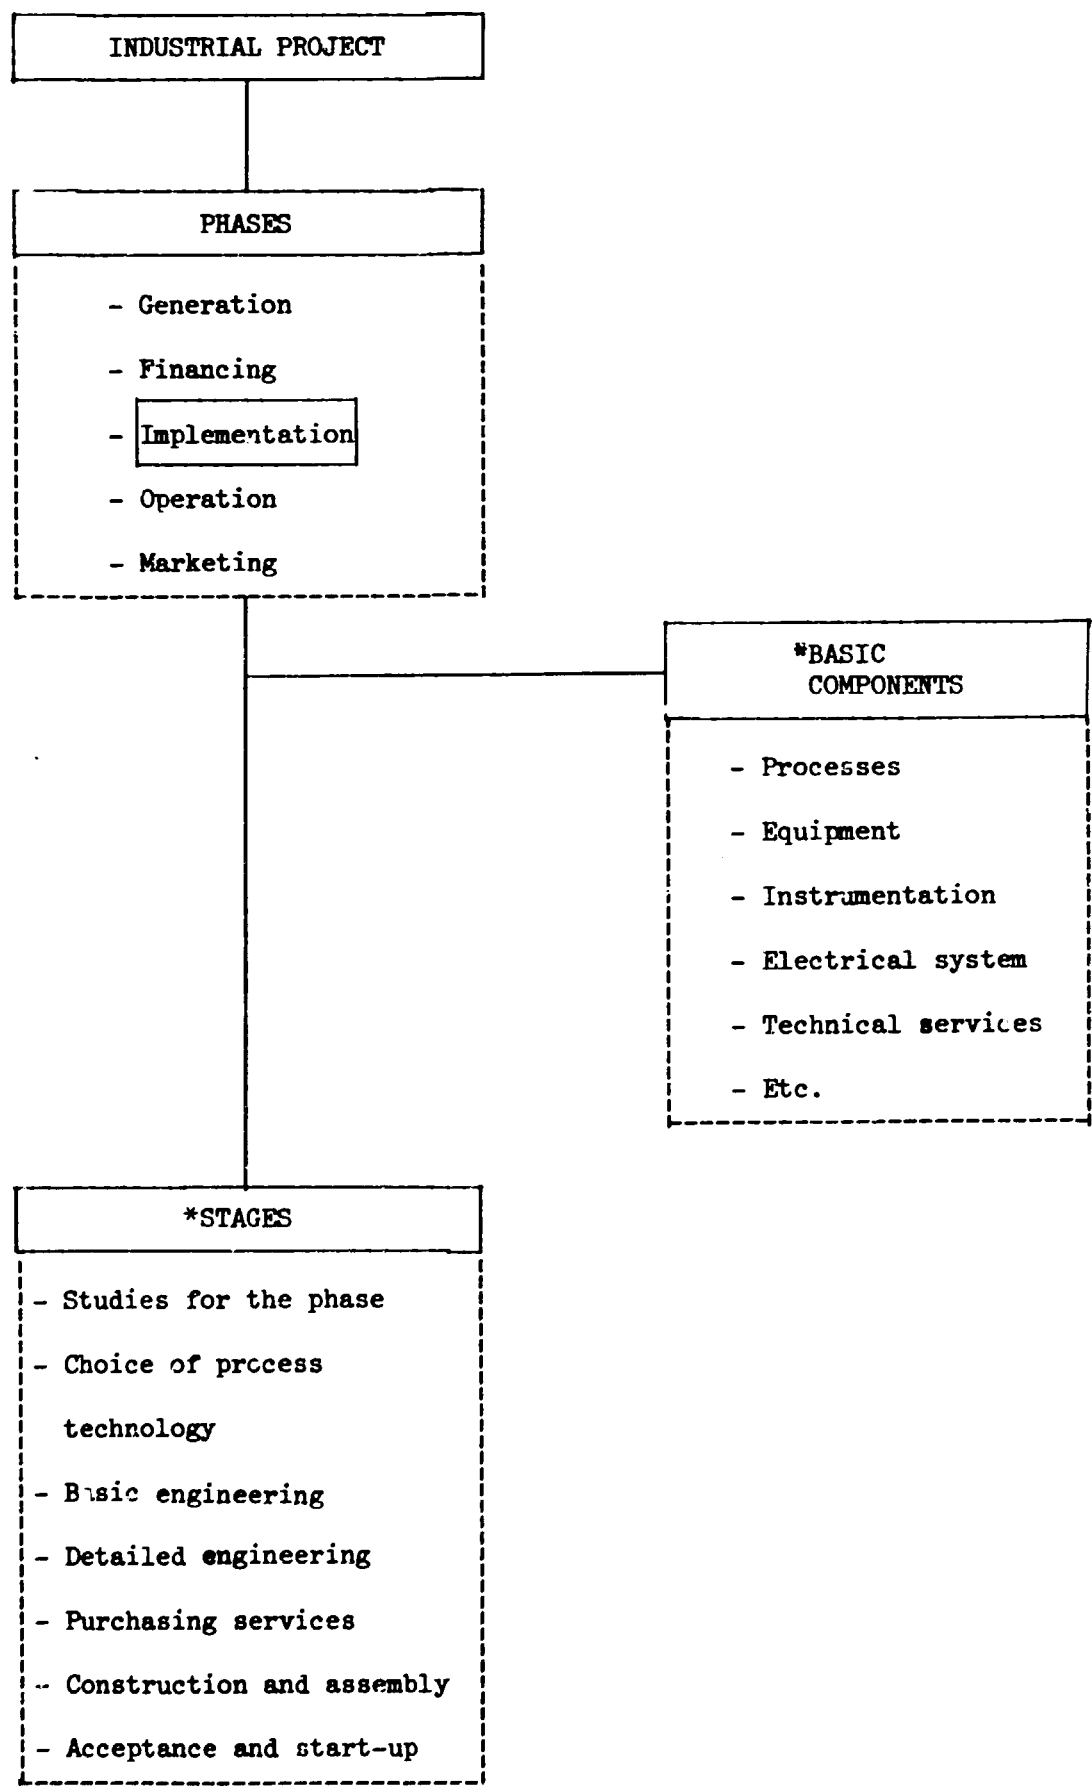 INDUSTRIAL PROJECT
PHASES
- Generation
- Financing
- Implementation
- Operation
- Marketing
*BASIC
COMPONENTS
- Processes
- Equipment
- Instrumentation
- Electrical system
- Technical services
- Etc.
*STAGES
- Studies for the phase
- Choice of process
technology
- Basic engineering
- Detailed engineering
- Purchasing services
- Construction and assembly
- Acceptance and start-up